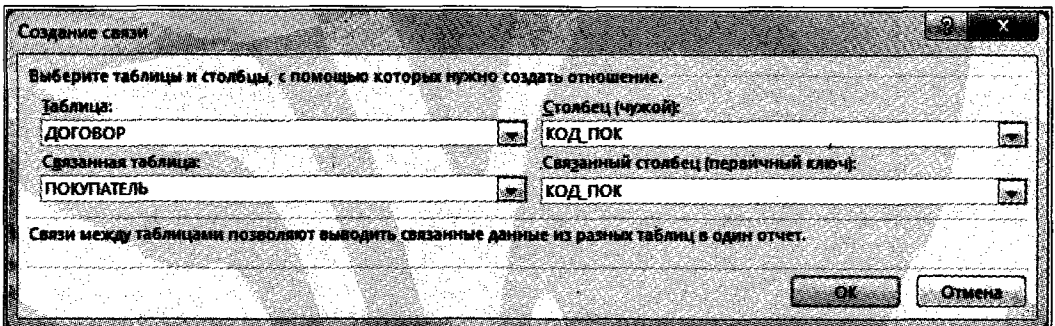 Создание связи
Выберите таблицы и столбцы, с помощью которых нужно создать отношение.
Таблица: Столбец (чужой):
ДОГОВОР КОД_ПОК
Связанная таблица: Связанный столбец (первичный ключ):
ПОКУПАТЕЛЬ КОД_ПОК
Связи между таблицами позволяют выводить связанные данные из разных таблиц в один отчет.
ОК Отмена